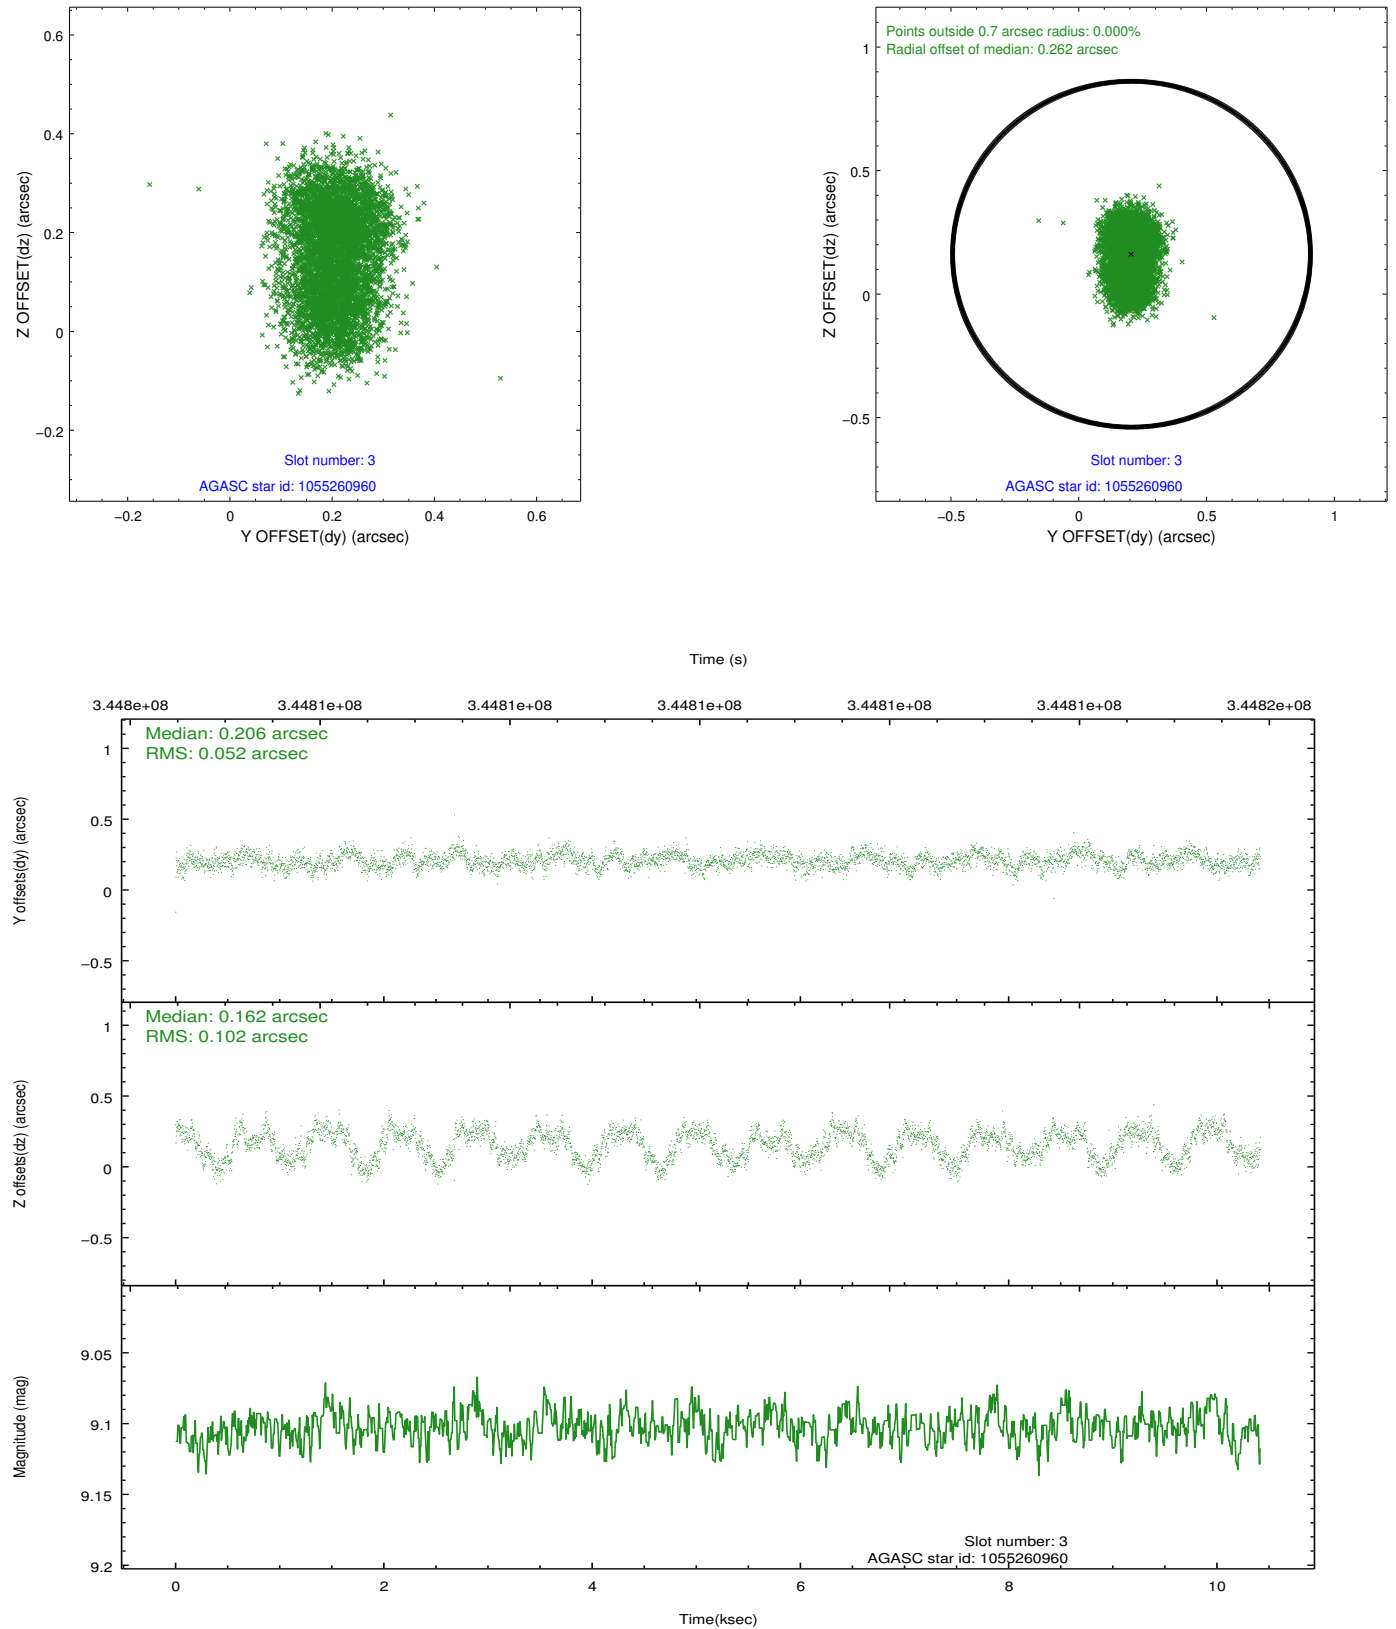 0.6
0.4
0.2
0
−0.2
Z OFFSET(dz) (arcsec)
Slot number: 3
AGASC star id: 1055260960
−0.2 0 0.2 0.4 0.6
Y OFFSET(dy) (arcsec)
Points outside 0.7 arcsec radius: 0.000%
Radial offset of median: 0.262 arcsec
1
0.5
0
−0.5
Z OFFSET(dz) (arcsec)
Slot number: 3
AGASC star id: 1055260960
−0.5 0 0.5 1
Y OFFSET(dy) (arcsec)
Time (s)
3.448e+08 3.4481e+08 3.4481e+08 3.4481e+08 3.4481e+08 3.4481e+08 3.4482e+08
Median: 0.206 arcsec
RMS: 0.052 arcsec
1
0.5
0
−0.5
Y offsets(dy) (arcsec)
Median: 0.162 arcsec
RMS: 0.102 arcsec
1
0.5
0
−0.5
Z offsets(dz) (arcsec)
9.05
9.1
9.15
9.2
Magnitude (mag)
Slot number: 3
AGASC star id: 1055260960
0 2 4 6 8 10
Time(ksec)